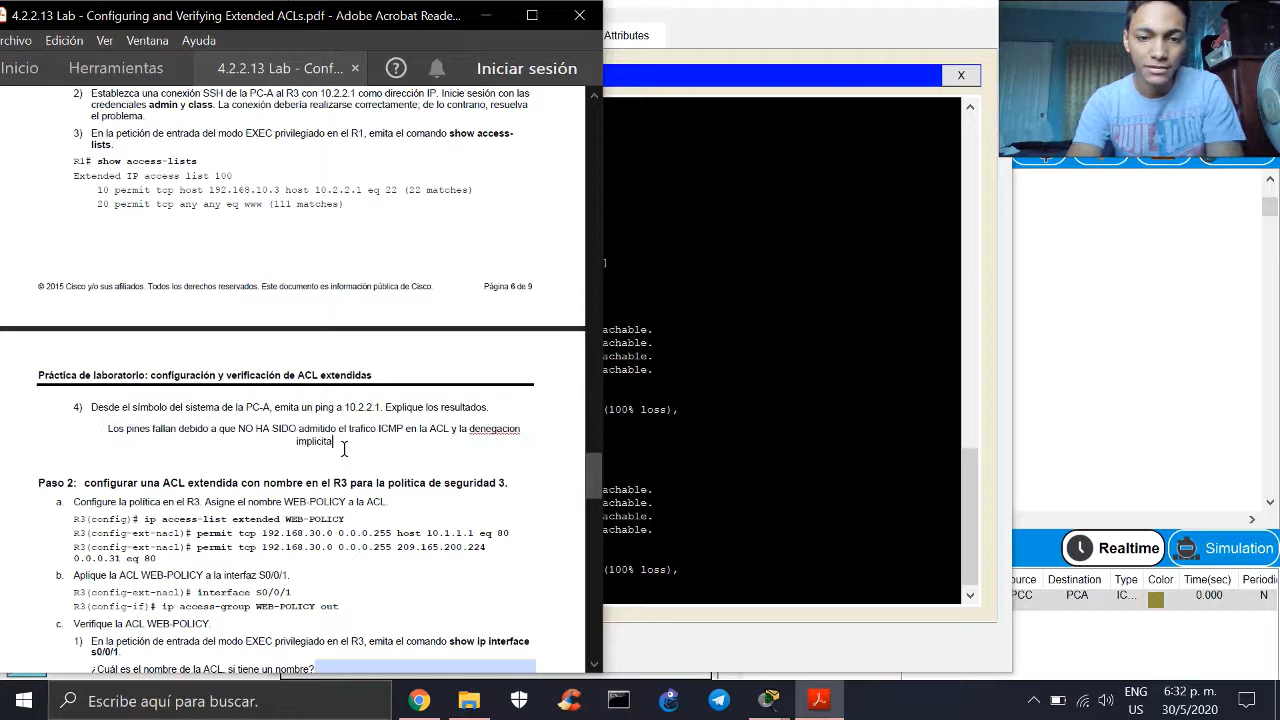 4.2.2.13 Lab - Configuring and Verifying Extended ACLs.pdf - Adobe Acrobat Reade...
Attributes
Edición Ver Ventana Ayuda
Inicio Herramientas 4.2.2.13 Lab - Conf... × ? Iniciar sesión
X
2) Establezca una conexión SSH de la PC-A al R3 con 10.2.2.1 como dirección IP. Inicie sesión con las
credenciales admin y class. La conexión debería realizarse correctamente; de lo contrario, resuelva
el problema.
3) En la petición de entrada del modo EXEC privilegiado en el R1, emita el comando show access-
lists.
R1# show access-lists
Extended IP access list 100
10 permit tcp host 192.168.10.3 host 10.2.2.1 eq 22 (22 matches)
20 permit tcp any any eq www (111 matches)
© 2015 Cisco y/o sus afiliados. Todos los derechos reservados. Este documento es información pública de Cisco. Página 6 de 9
Práctica de laboratorio: configuración y verificación de ACL extendidas
4) Desde el símbolo del sistema de la PC-A, emita un ping a 10.2.2.1. Explique los resultados.
Los pines fallan debido a que NO HA SIDO admitido el trafico ICMP en la ACL y la denegacion
implicita
Paso 2: configurar una ACL extendida con nombre en el R3 para la política de seguridad 3.
a. Configure la política en el R3. Asigne el nombre WEB-POLICY a la ACL.
R3(config)# ip access-list extended WEB-POLICY
R3(config-ext-nacl)# permit tcp 192.168.30.0 0.0.0.255 host 10.1.1.1 eq 80
R3(config-ext-nacl)# permit tcp 192.168.30.0 0.0.0.255 209.165.200.224
0.0.0.31 eq 80
b. Aplique la ACL WEB-POLICY a la interfaz S0/0/1.
R3(config-ext-nacl)# interface S0/0/1
R3(config-if)# ip access-group WEB-POLICY out
c. Verifique la ACL WEB-POLICY.
1) En la petición de entrada del modo EXEC privilegiado en el R3, emita el comando show ip interface
s0/0/1.
¿Cuál es el nombre de la ACL, si tiene un nombre?
]
achable.
achable.
achable.
achable.
(100% loss),
achable.
achable.
achable.
achable.
(100% loss),
Realtime Simulation
Destination Type Color Time(sec) Periodi
PCC PCA IC... 0.000 N
Escribe aquí para buscar.
ENG
US
6:32 p. m.
30/5/2020